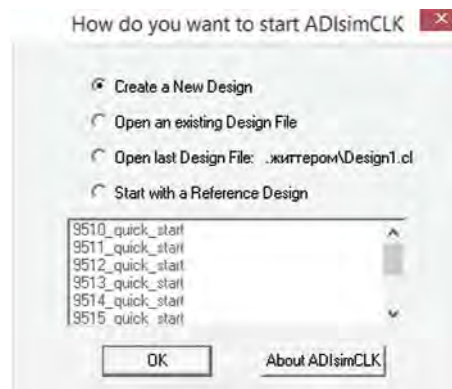 How do you want to start ADIsimCLK
Create a New Design
Open an existing Design File
Open last Design File: .:життером\Design1.cl
9510_quick_start
9511_quick_start
9512_quick_start
9513_quick_start
9514_quick_start
9515_quick_start
Start with a Reference Design
OK
About ADIsimCLK